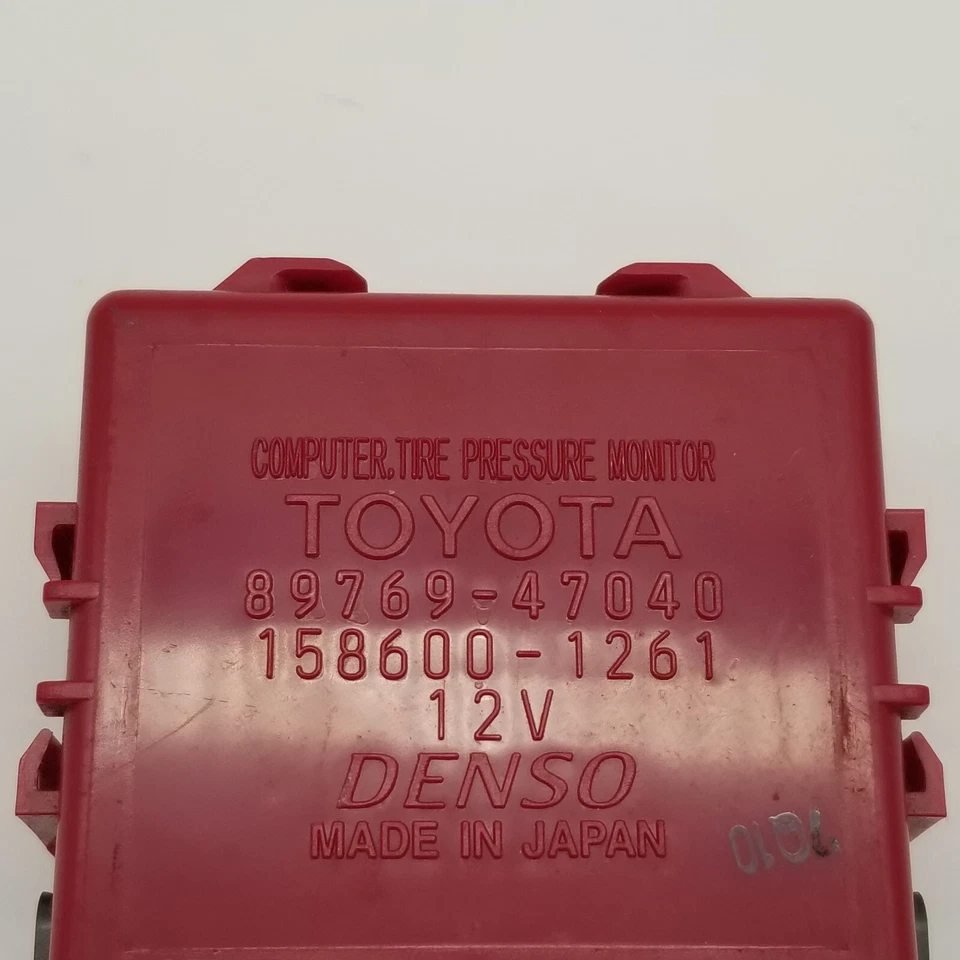 COMPUTER.TIRE PRESSURE MONITOR
TOYOTA
89769-47040
158600-1261
12V
DENSO
MADE IN JAPAN